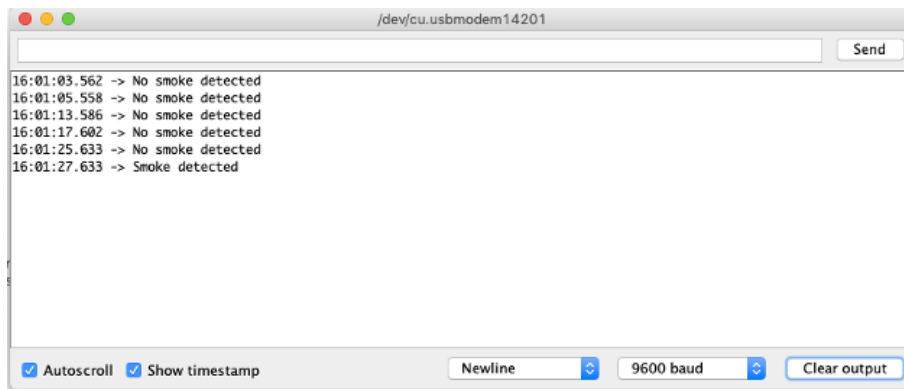 /dev/cu.usbmodem14201
Send
16:01:03.562 -> No smoke detected
16:01:05.558 -> No smoke detected
16:01:13.586 -> No smoke detected
16:01:17.602 -> No smoke detected
16:01:25.633 -> No smoke detected
16:01:27.633 -> Smoke detected
Autoscroll Show timestamp Newline 9600 baud Clear output